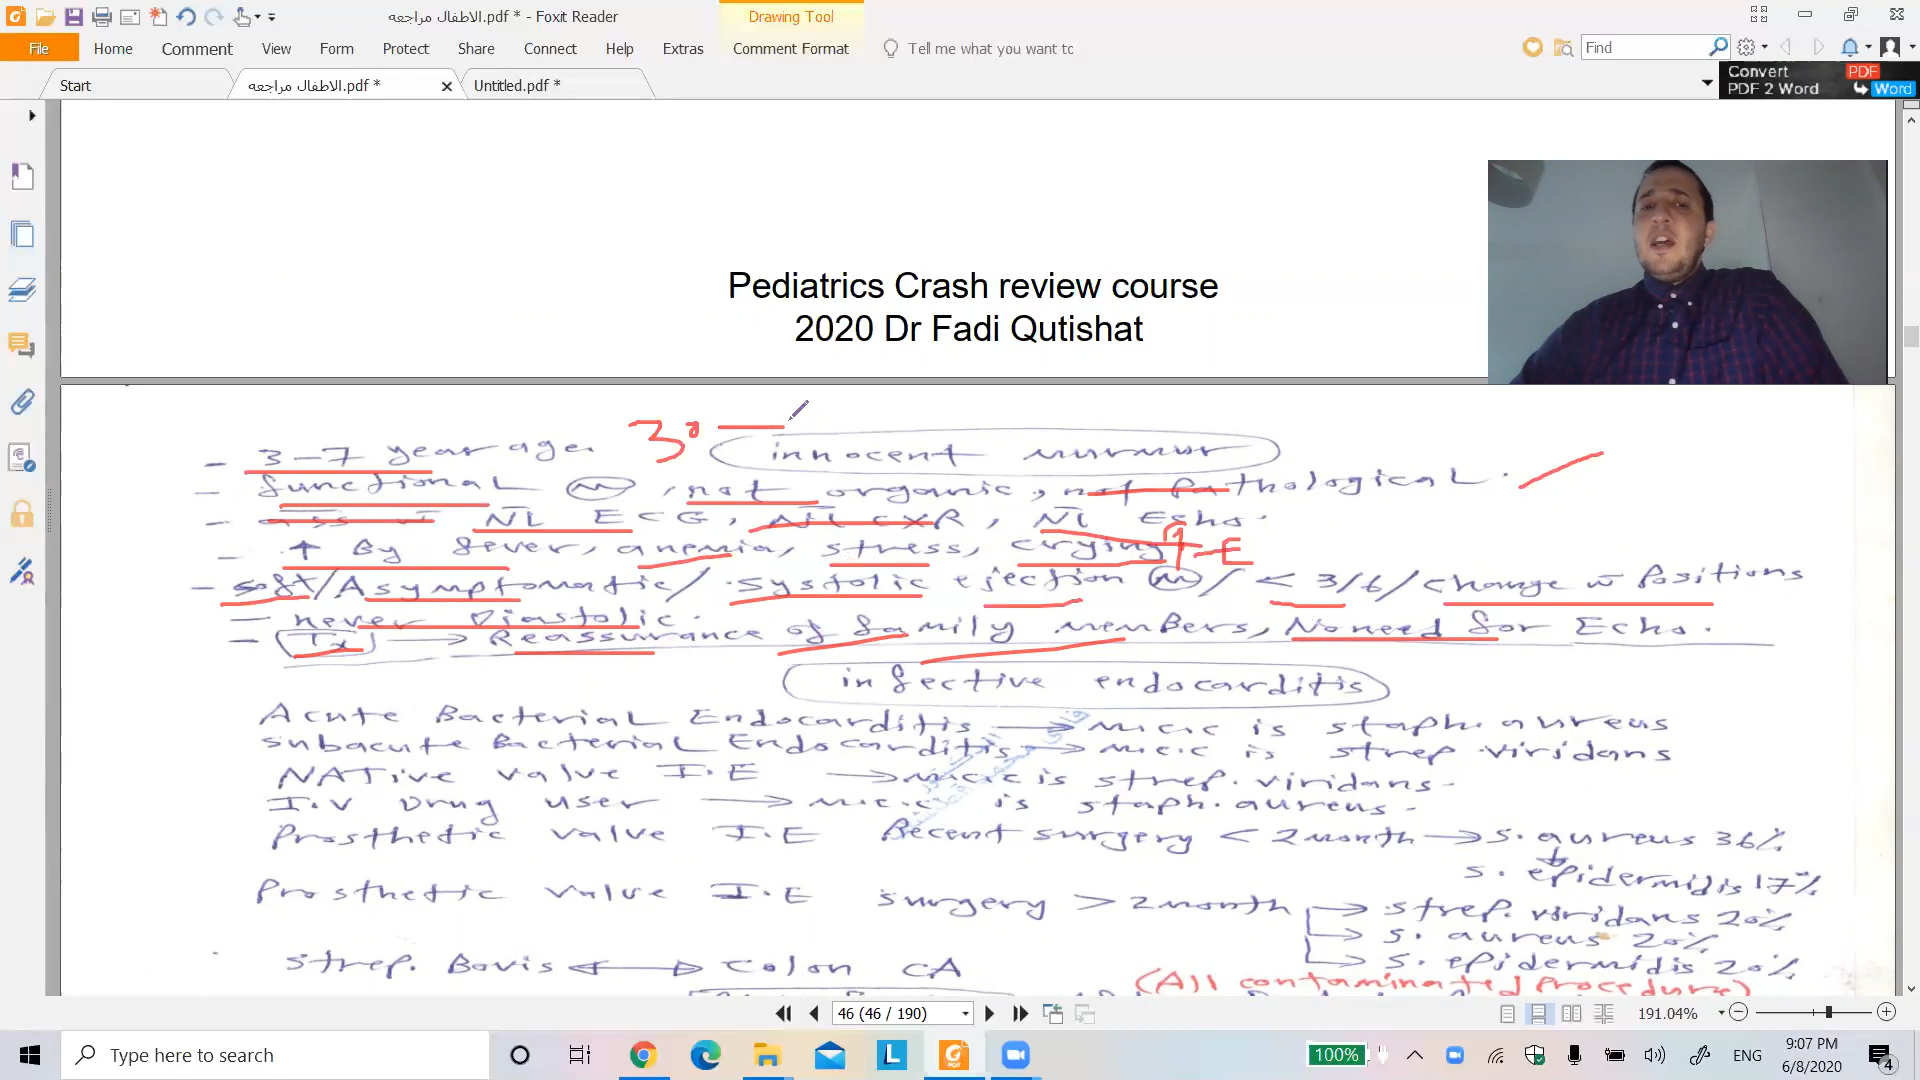 الاطفال مراجعه.pdf * - Foxit Reader
Drawing Tool
File
Home
Comment
View
Form
Protect
Share
Connect
Help
Extras
Comment Format
Tell me what you want to
Find
Start
الاطفال مراجعه.pdf *
Untitled.pdf *
Convert
PDF 2 Word
PDF
Word
Pediatrics Crash review course
2020 Dr Fadi Qutishat
innocent murmur
- 3-7 year age.
- functional (M), not organic, not Pathological.
- ass w NL ECG, NL CXR, NL Echo.
- ↑ By fever, anemia, stress, crying
- soft/Asymptomatic/ systolic ejection (M)/ < 3/6/ change w Positions
- never Diastolic.
- Tx → Reassurance of family members, No need for Echo.
infective endocarditis
Acute Bacterial Endocarditis → M.C.C is staph. aureus
subacute Bacterial Endocarditis → M.C.C is strep. viridans
NATive valve I.E → M.C.C is strep. viridans.
I.V Drug user → M.C.C is staph. aureus.
Prosthetic valve I.E Recent surgery < 2 month → S. aureus 36%
S. epidermidis 17%
Prosthetic valve I.E surgery > 2 month → strep. viridans 20%
→ S. aureus 20%
→ S. epidermidis 20%
strep. Bovis ↔ colon CA
(All contaminated Procedure)
46 (46 / 190)
191.04%
Type here to search
100%
ENG
9:07 PM
6/8/2020
4